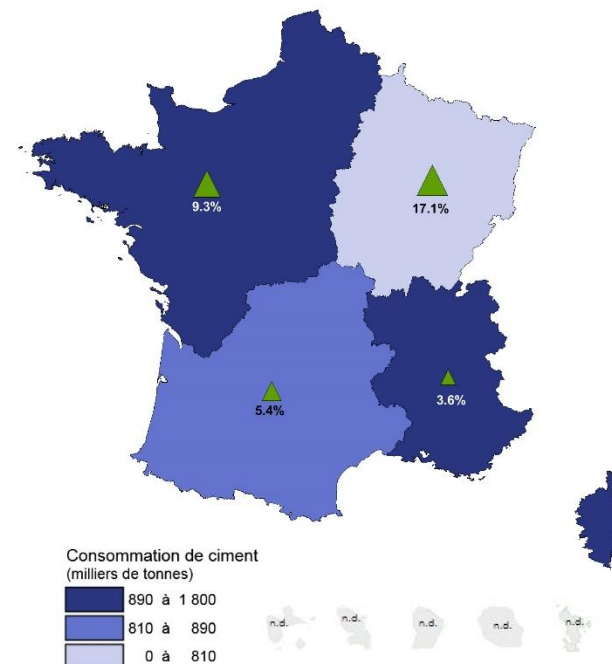 9.3%
17.1%
5.4%
3.6%
Consommation de ciment
(milliers de tonnes)
890 à 1 800
810 à 890
0 à 810
n.d. n.d. n.d. n.d. n.d.